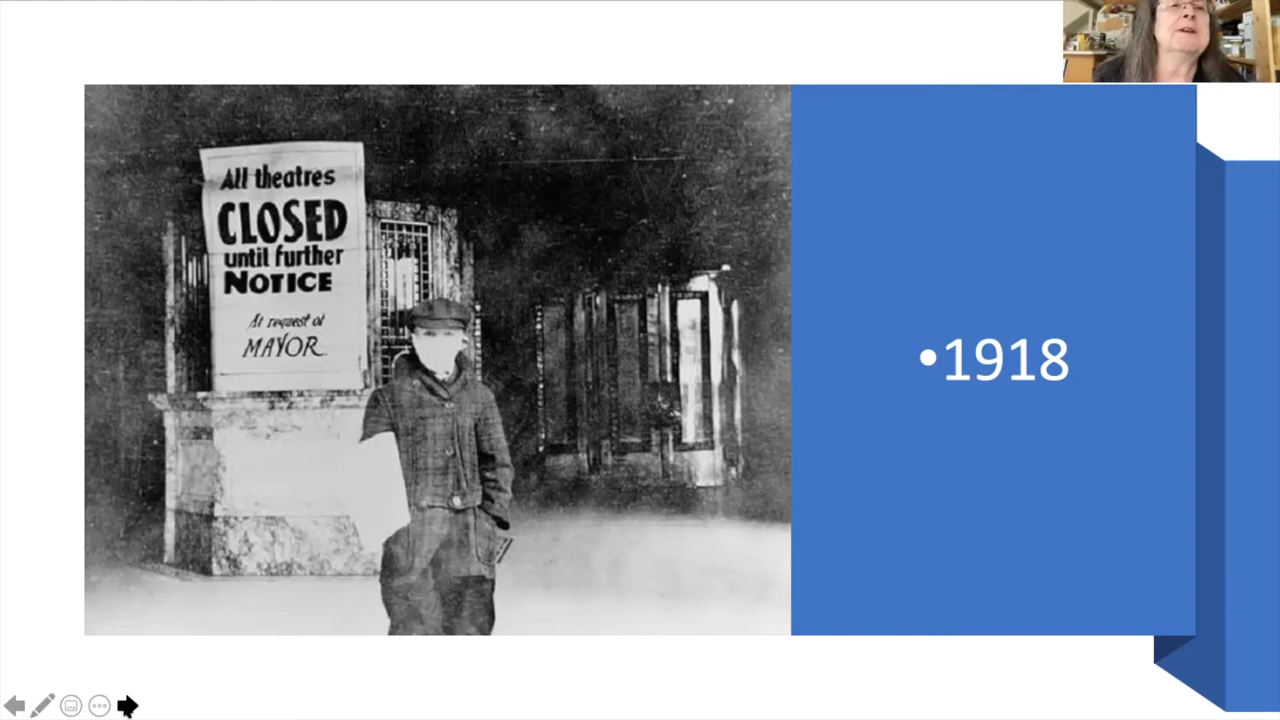 All theatres
CLOSED
until further
NOTICE
At request of
MAYOR.
•1918